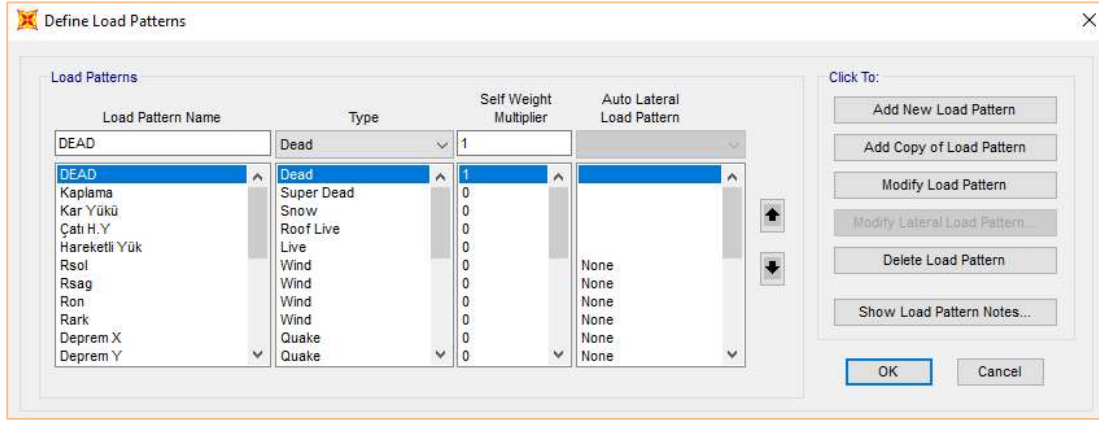 Define Load Patterns
Load Patterns
Click To:
Load Pattern Name Type Self Weight Multiplier Auto Lateral Load Pattern
DEAD Dead 1
DEAD Dead 1
Kaplama Super Dead 0
Kar Yükü Snow 0
Çatı H.Y Roof Live 0
Hareketli Yük Live 0
Rsol Wind 0 None
Rsag Wind 0 None
Ron Wind 0 None
Rark Wind 0 None
Deprem X Quake 0 None
Deprem Y Quake 0 None
Add New Load Pattern
Add Copy of Load Pattern
Modify Load Pattern
Modify Lateral Load Pattern...
Delete Load Pattern
Show Load Pattern Notes...
OK Cancel